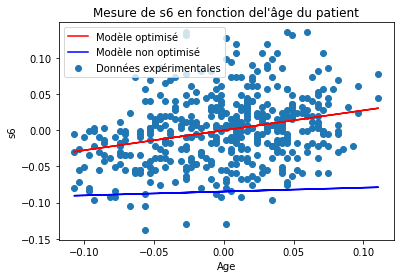 Mesure de s6 en fonction del'âge du patient
Modèle optimisé
Modèle non optimisé
Données expérimentales
0.10
0.05
0.00
−0.05
−0.10
−0.15
s6
−0.10
−0.05
0.00
0.05
0.10
Age